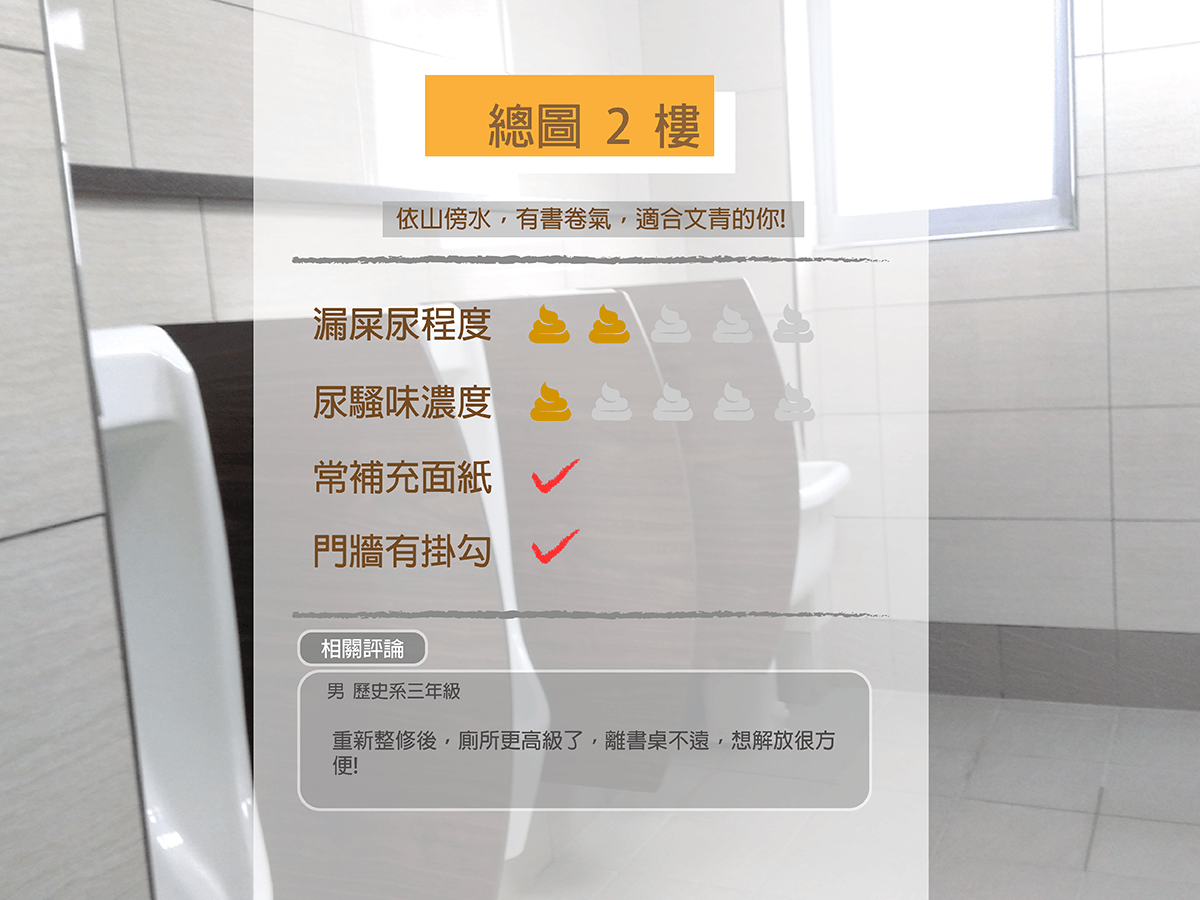 總圖 2 樓
依山傍水，有書卷氣，適合文青的你!
漏屎尿程度
尿騷味濃度
常補充面紙
門牆有掛勾
相關評論
男 歷史系三年級
重新整修後，廁所更高級了，離書桌不遠，想解放很方
便!